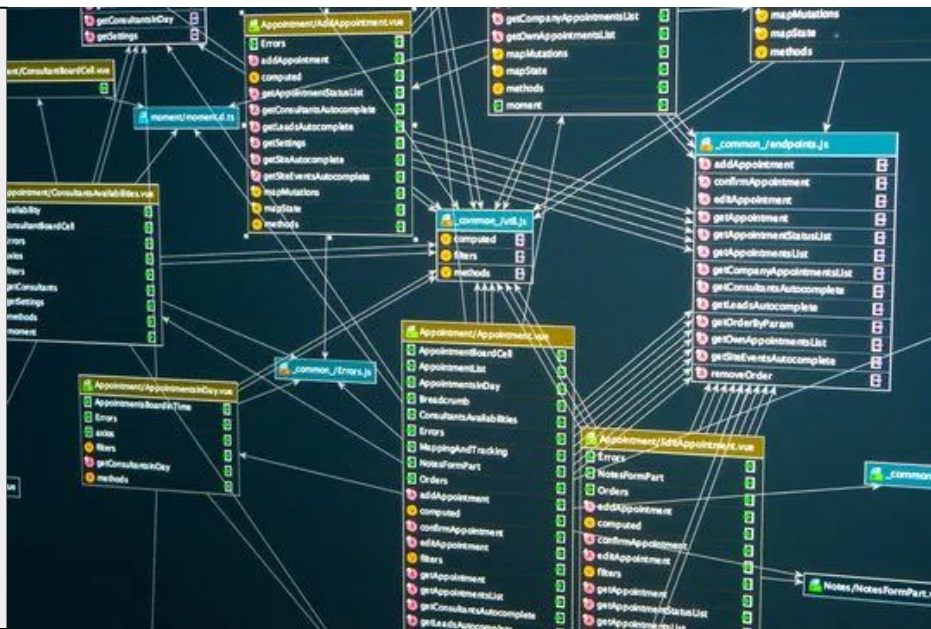 getConsultantsInDay
getSettings
ent/ConsultantBoardCell.vue
moment/moment.d.ts
Appointment/AddAppointment.vue
Errors
addAppointment
computed
getAppointmentStatusList
getConsultantsAutocomplete
getLeadsAutocomplete
getSettings
getSiteAutocomplete
getSiteEventsAutocomplete
mapMutations
mapState
methods
getCompanyAppointmentsList
getOwnAppointmentsList
mapMutations
mapState
methods
moment
mapMutations
mapState
methods
_common_/endpoints.js
addAppointment
confirmAppointment
editAppointment
getAppointment
getAppointmentStatusList
getAppointmentsList
getCompanyAppointmentsList
getConsultantsAutocomplete
getLeadsAutocomplete
getOrderByParam
getOwnAppointmentsList
getSiteEventsAutocomplete
removeOrder
ppointment/ConsultantsAvailabilities.vue
vailability
onsultantBoardCell
rrors
xios
lters
getConsultants
getSettings
methods
moment
_common_/util.js
computed
filters
methods
_common_/Errors.js
Appointment/AppointmentsInDay.vue
AppointmentsBoardInTime
Errors
axios
filters
getConsultantsInDay
methods
ue
Appointment/Appointment.vue
AppointmentBoardCell
AppointmentList
AppointmentsInDay
Breadcrumb
ConsultantsAvailabilities
Errors
MappingAndTracking
NotesFormPart
Orders
addAppointment
computed
confirmAppointment
editAppointment
filters
getAppointment
getAppointmentsList
getConsultantsAutocomplete
getLeadsAutocomplete
Appointment/EditAppointment.vue
Errors
NotesFormPart
Orders
addAppointment
computed
confirmAppointment
editAppointment
filters
getAppointment
getAppointmentStatusList
getAppointmentsList
_common
Notes/NotesFormPart.v